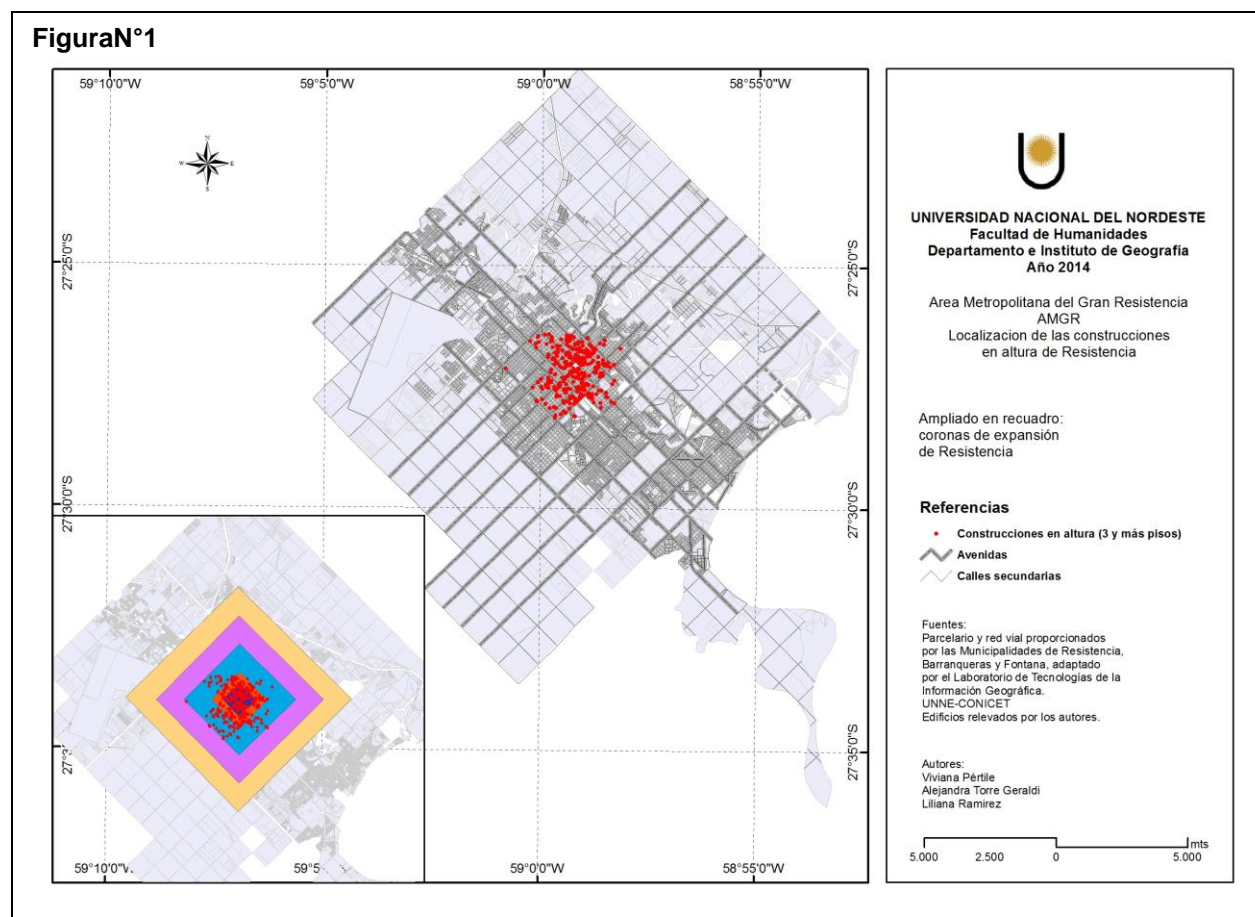 FiguraN°1
59°10'0"W
59°5'0"W
59°0'0"W
58°55'0"W
N
W
E
S
27°25'0"S
27°25'0"S
27°30'0"S
27°30'0"S
27°35'0"S
59°10'0"W
59°0'0"W
58°55'0"W
UNIVERSIDAD NACIONAL DEL NORDESTE
Facultad de Humanidades
Departamento e Instituto de Geografía
Año 2014
Area Metropolitana del Gran Resistencia
AMGR
Localizacion de las construcciones
en altura de Resistencia
Ampliado en recuadro:
coronas de expansión
de Resistencia
Referencias
Construcciones en altura (3 y más pisos)
Avenidas
Calles secundarias
Fuentes:
Parcelario y red vial proporcionados
por las Municipalidades de Resistencia,
Barranqueras y Fontana, adaptado
por el Laboratorio de Tecnologías de la
Información Geográfica.
UNNE-CONICET
Edificios relevados por los autores.
Autores:
Viviana Pértile
Alejandra Torre Geraldi
Liliana Ramirez
mts
5.000 2.500 0 5.000